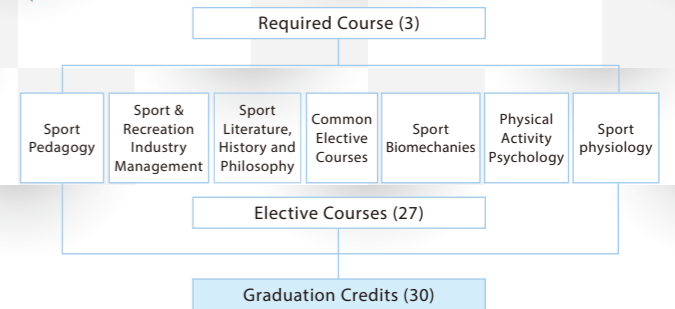 Required Course (3)
Sport
Pedagogy
Sport &
Recreation
Industry
Management
Sport
Literature,
History and
Philosophy
Common
Elective
Courses
Sport
Biomechanies
Physical
Activity
Psychology
Sport
physiology
Elective Courses (27)
Graduation Credits (30)